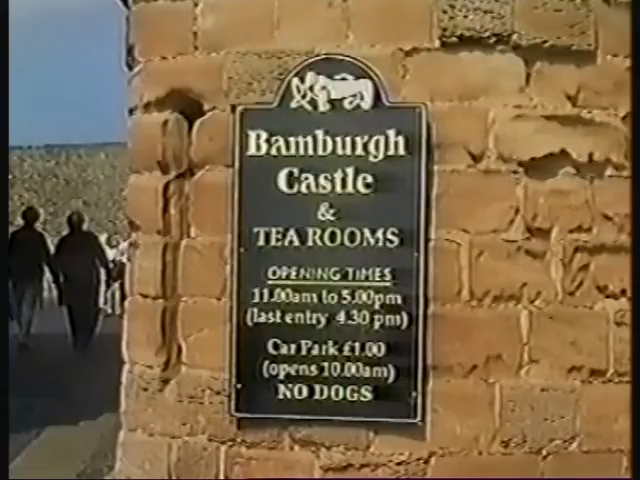 Bamburgh
Castle
&
TEA ROOMS
OPENING TIMES
11.00am to 5.00pm
(last entry 4.30 pm)
Car Park £1.00
(opens 10.00am)
NO DOGS